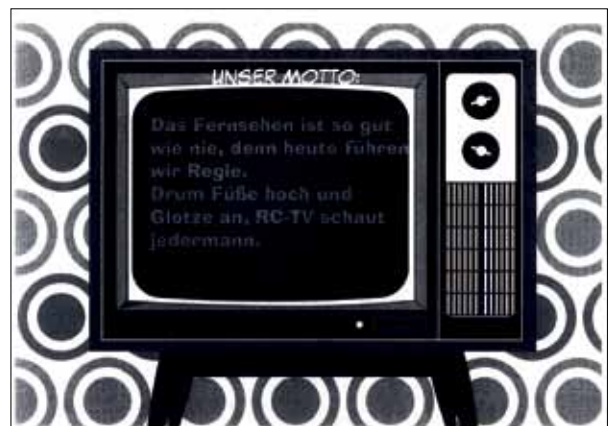 UNSER MOTTO:
Das Fernsehen ist so gut
wie nie, denn heute führen
wir Regie.
Drum Füße hoch und
Glotze an, RC-TV schaut
jedermann.